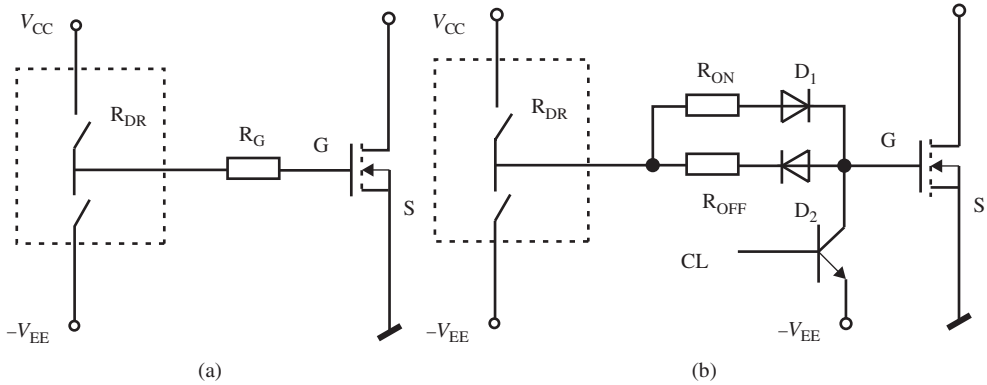 V_CC
R_DR
R_G
G
S
–V_EE
(a)
V_CC
R_DR
R_ON
D_1
G
R_OFF
D_2
S
CL
–V_EE
–V_EE
(b)